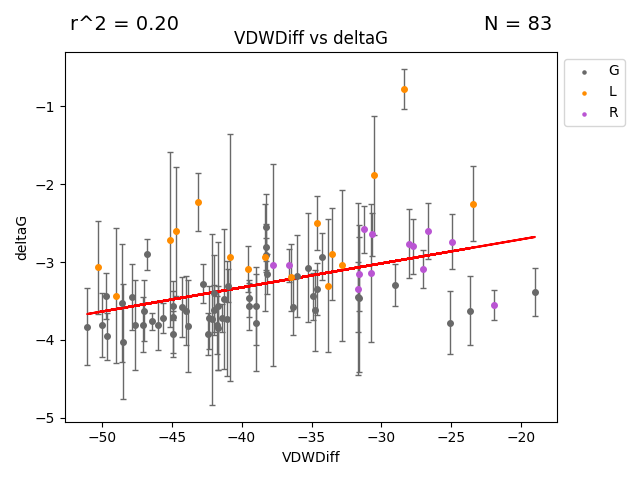 r^2 = 0.20 N = 83
VDWDiff vs deltaG
G
L
R
deltaG
−1
−2
−3
−4
−5
−50 −45 −40 −35 −30 −25 −20
VDWDiff